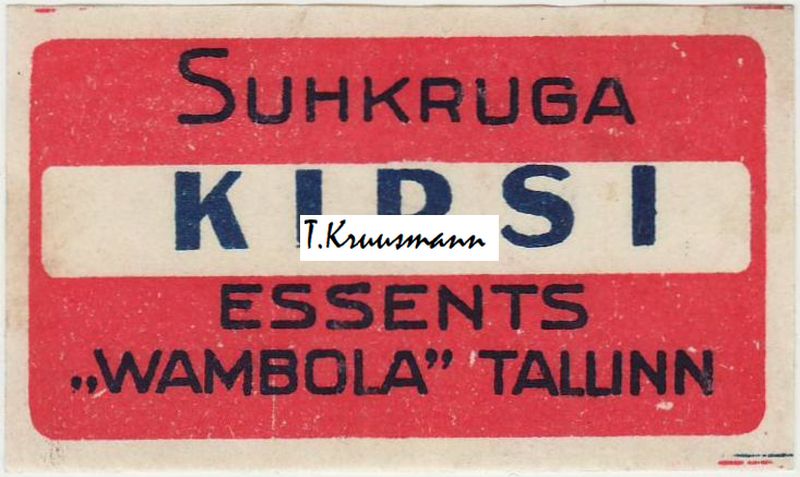 SUHKRUGA
KIRSI
T.Kruusmann
ESSENTS
„WAMBOLA” TALLINN